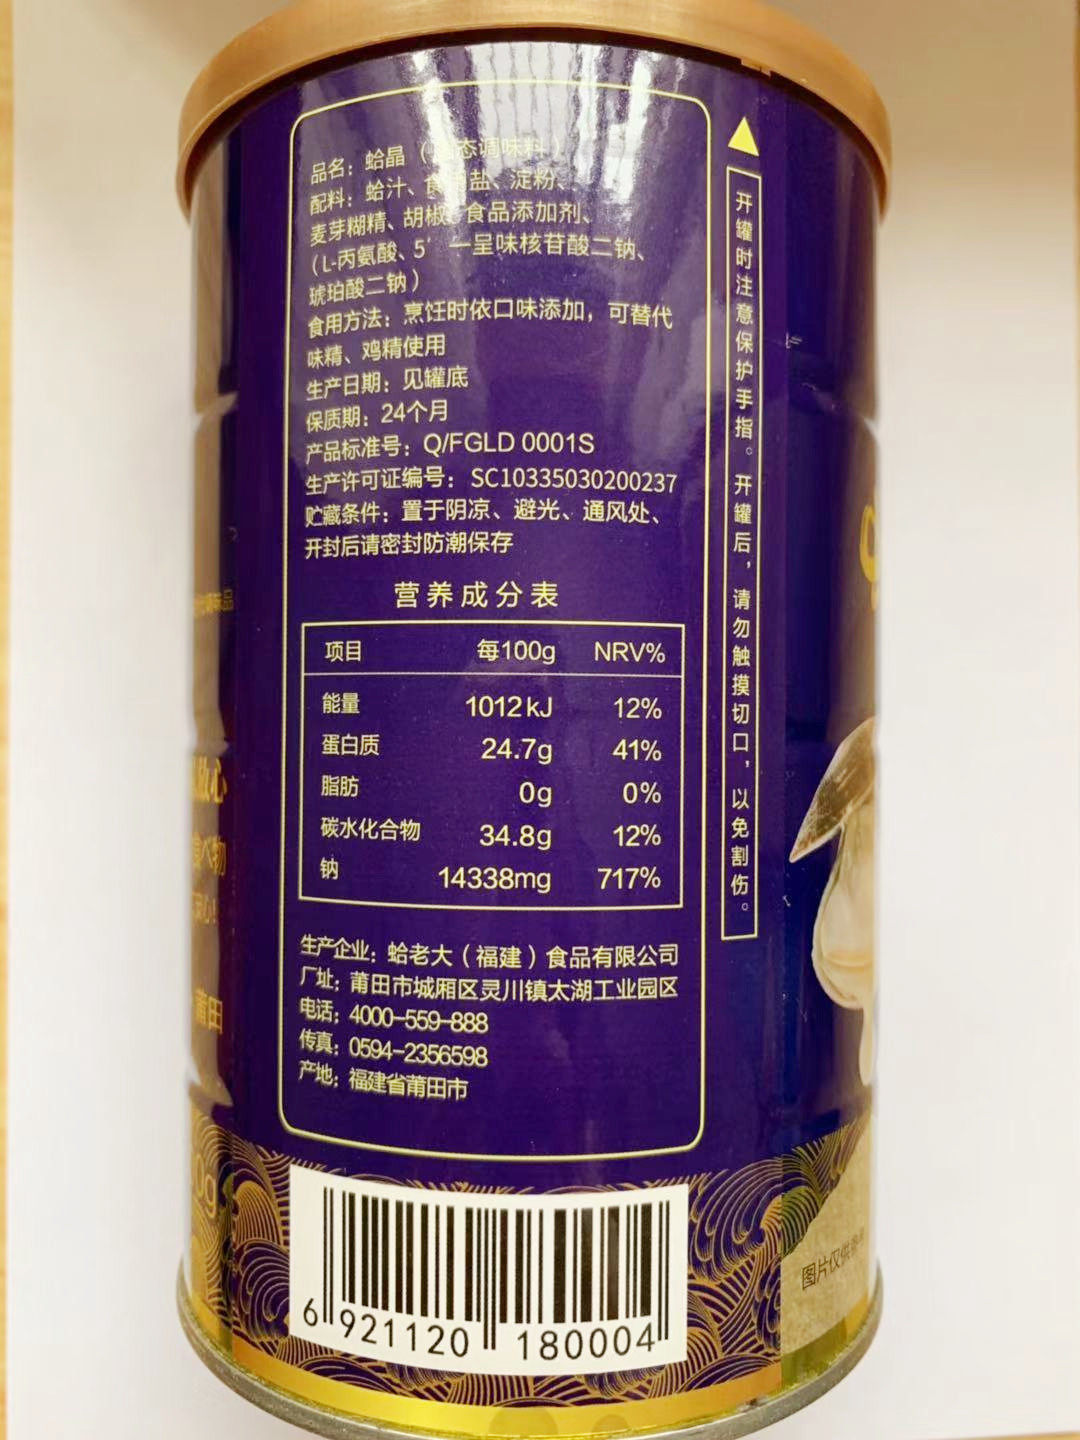 品名：蛤晶（固态调味料）
配料：蛤汁、食用盐、淀粉、
麦芽糊精、胡椒、食品添加剂、
（L-丙氨酸、5’一呈味核苷酸二钠、
琥珀酸二钠）
食用方法：烹饪时依口味添加，可替代
味精、鸡精使用
生产日期：见罐底
保质期：24个月
产品标准号：Q/FGLD 0001S
生产许可证编号：SC10335030200237
贮藏条件：置于阴凉、避光、通风处、
开封后请密封防潮保存
营养成分表
项目 每100g NRV%
能量 1012kJ 12%
蛋白质 24.7g 41%
脂肪 0g 0%
碳水化合物 34.8g 12%
钠 14338mg 717%
生产企业：蛤老大（福建）食品有限公司
厂址：莆田市城厢区灵川镇太湖工业园区
电话：4000-559-888
传真：0594-2356598
产地：福建省莆田市
6 921120 180004
开罐时注意保护手指。开罐后，请勿触摸切口，以免割伤。
图片仅供
放心
莆田